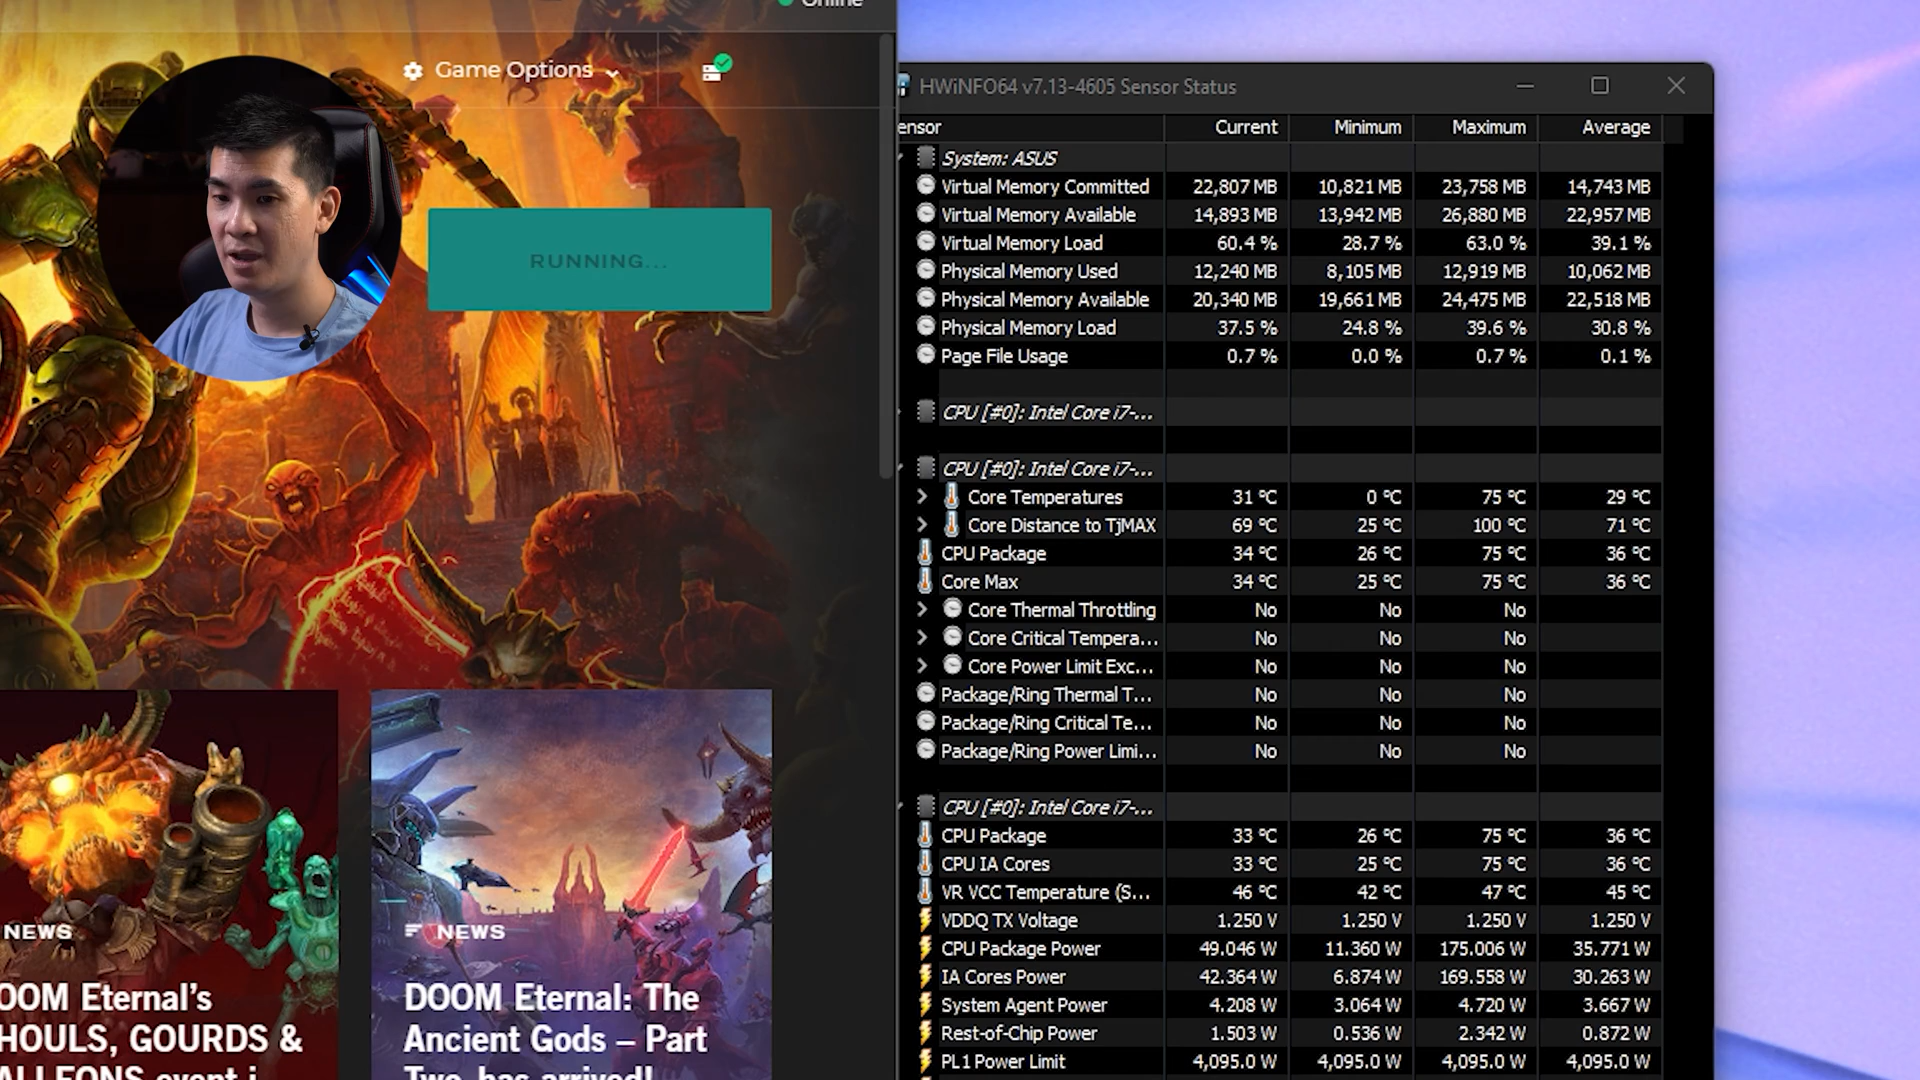 Online
Game Options
RUNNING...
NEWS
OOM Eternal's
HOULS, GOURDS &
NEWS
DOOM Eternal: The
Ancient Gods – Part
Two has arrived!
HWiNFO64 v7.13-4605 Sensor Status
ensor Current Minimum Maximum Average
System: ASUS
Virtual Memory Committed 22,807 MB 10,821 MB 23,758 MB 14,743 MB
Virtual Memory Available 14,893 MB 13,942 MB 26,880 MB 22,957 MB
Virtual Memory Load 60.4 % 28.7 % 63.0 % 39.1 %
Physical Memory Used 12,240 MB 8,105 MB 12,919 MB 10,062 MB
Physical Memory Available 20,340 MB 19,661 MB 24,475 MB 22,518 MB
Physical Memory Load 37.5 % 24.8 % 39.6 % 30.8 %
Page File Usage 0.7 % 0.0 % 0.7 % 0.1 %
CPU [#0]: Intel Core i7-...
CPU [#0]: Intel Core i7-...
Core Temperatures 31 °C 0 °C 75 °C 29 °C
Core Distance to TjMAX 69 °C 25 °C 100 °C 71 °C
CPU Package 34 °C 26 °C 75 °C 36 °C
Core Max 34 °C 25 °C 75 °C 36 °C
Core Thermal Throttling No No No
Core Critical Tempera... No No No
Core Power Limit Exc... No No No
Package/Ring Thermal T... No No No
Package/Ring Critical Te... No No No
Package/Ring Power Limi... No No No
CPU [#0]: Intel Core i7-...
CPU Package 33 °C 26 °C 75 °C 36 °C
CPU IA Cores 33 °C 25 °C 75 °C 36 °C
VR VCC Temperature (S... 46 °C 42 °C 47 °C 45 °C
VDDQ TX Voltage 1.250 V 1.250 V 1.250 V 1.250 V
CPU Package Power 49.046 W 11.360 W 175.006 W 35.771 W
IA Cores Power 42.364 W 6.874 W 169.558 W 30.263 W
System Agent Power 4.208 W 3.064 W 4.720 W 3.667 W
Rest-of-Chip Power 1.503 W 0.536 W 2.342 W 0.872 W
PL1 Power Limit 4,095.0 W 4,095.0 W 4,095.0 W 4,095.0 W